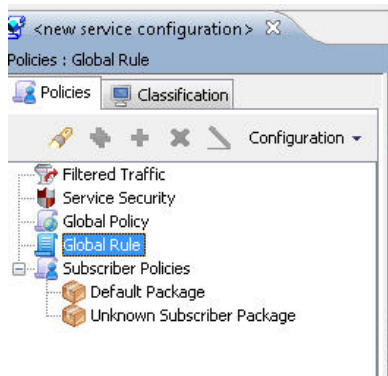 <new service configuration>
Policies : Global Rule
Policies Classification
Configuration
Filtered Traffic
Service Security
Global Policy
Global Rule
Subscriber Policies
Default Package
Unknown Subscriber Package